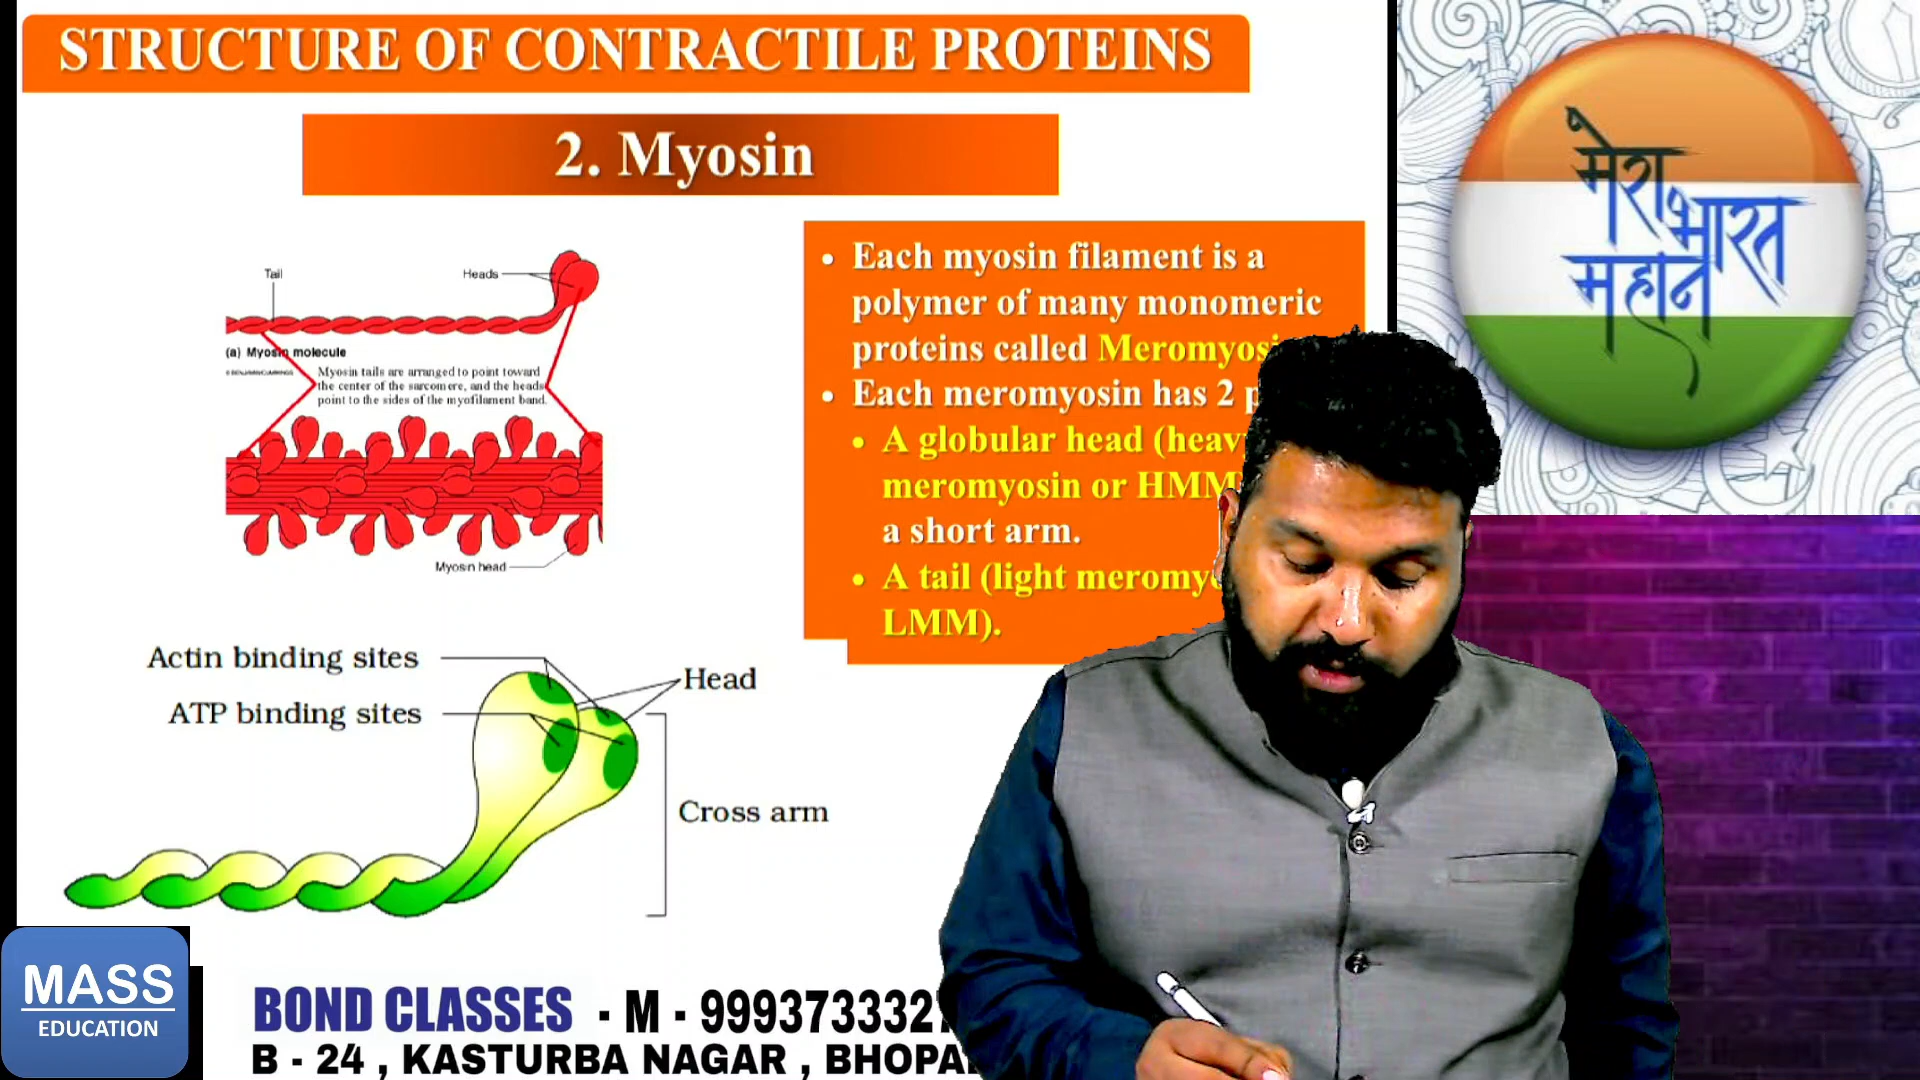 STRUCTURE OF CONTRACTILE PROTEINS
2. Myosin
Tail
Heads
(a) Myosin molecule
Myosin tails are arranged to point toward
the center of the sarcomere, and the heads
point to the sides of the myofilament band.
Myosin head
• Each myosin filament is a
polymer of many monomeric
proteins called
• Each meromyosin has 2
• A globular head
meromyosin or HMM
a short arm.
• A tail (light
LMM).
Actin binding sites
ATP binding sites
Head
Cross arm
मेरा
भारत
महान
MASS
EDUCATION
BOND CLASSES - M -
B - 24 , KASTURBA NAGAR ,